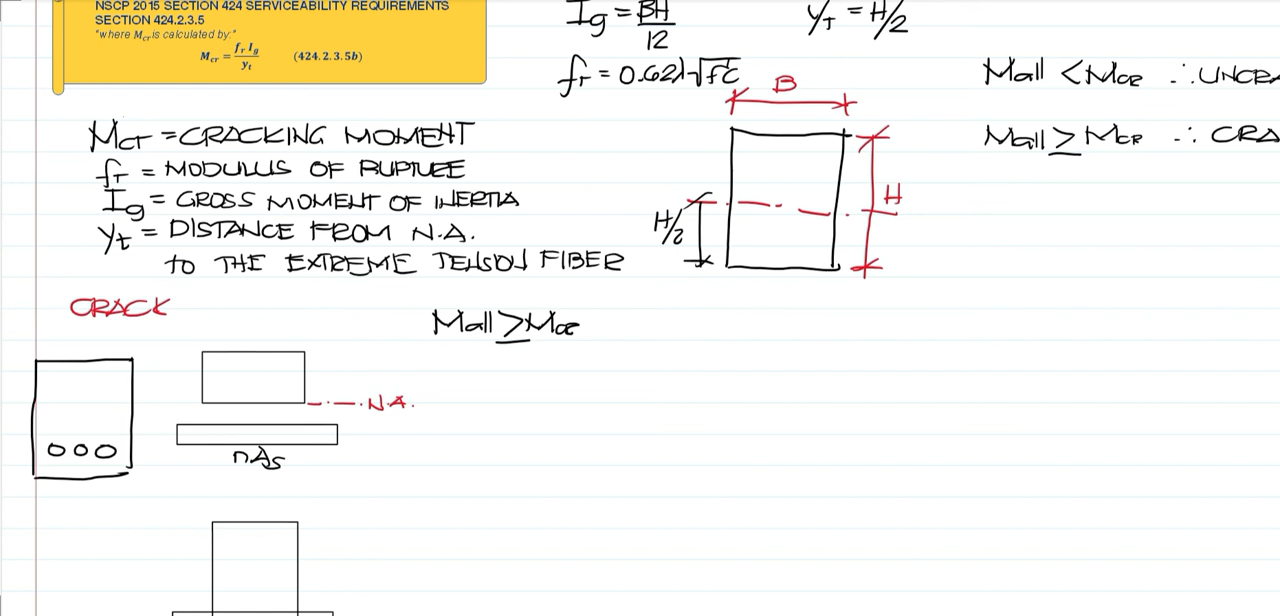 NSCP 2015 SECTION 424 SERVICEABILITY REQUIREMENTS
SECTION 424.2.3.5
"where Mcr is calculated by:"
Mcr = fr Ig / yt (424.2.3.5b)
Ig = BH / 12
yt = H/2
fr = 0.62λ√f'c
Mall < Mcr ∴ UNCRA
Mall ≥ Mcr ∴ CRA
B
H
H/2
Mcr = CRACKING MOMENT
fr = MODULUS OF RUPTURE
Ig = GROSS MOMENT OF INERTIA
yt = DISTANCE FROM N.A.
TO THE EXTREME TENSION FIBER
CRACK
Mall ≥ Mcr
N.A.
nAs